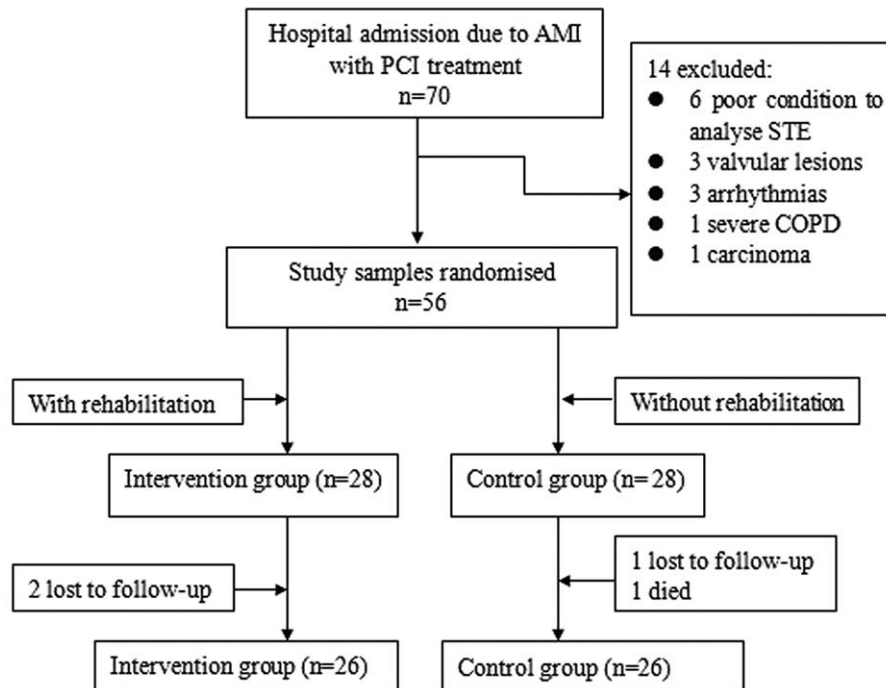 Hospital admission due to AMI
with PCI treatment
n=70
14 excluded:
● 6 poor condition to
analyse STE
● 3 valvular lesions
● 3 arrhythmias
● 1 severe COPD
● 1 carcinoma
Study samples randomised
n=56
With rehabilitation
Without rehabilitation
Intervention group (n=28)
Control group (n= 28)
2 lost to follow-up
1 lost to follow-up
1 died
Intervention group (n=26)
Control group (n=26)